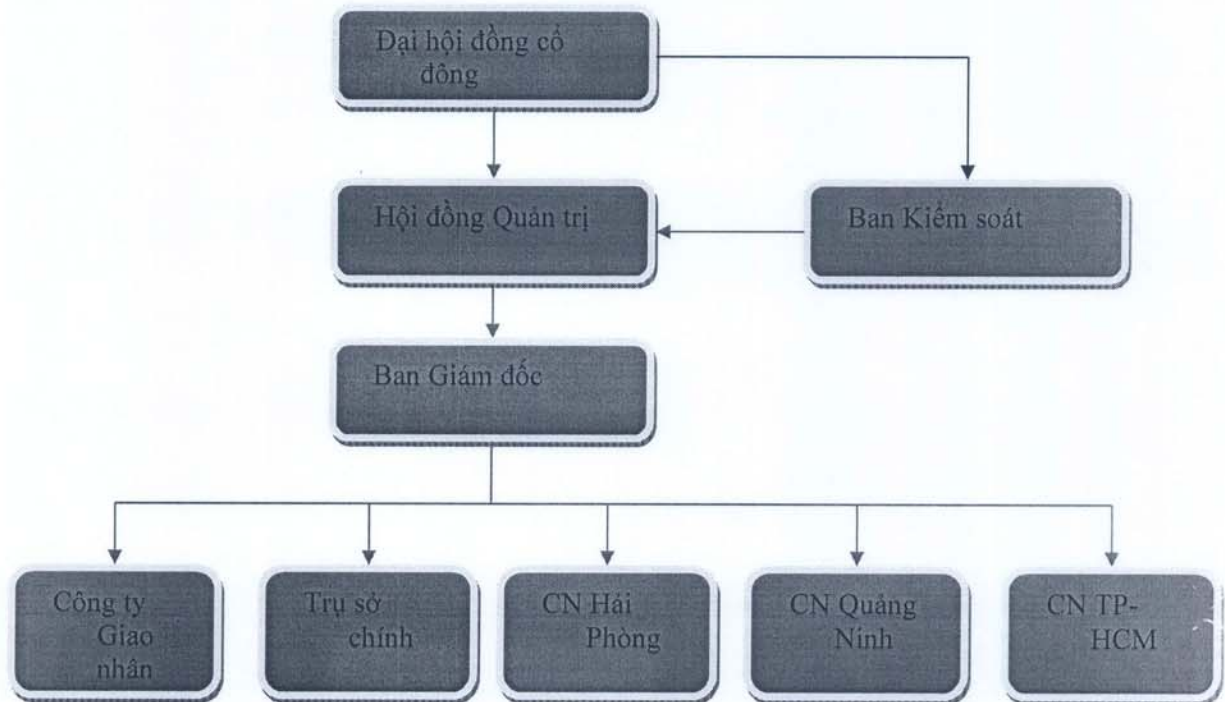 Đại hội đồng cổ
đông
Hội đồng Quản trị
Ban Kiểm soát
Ban Giám đốc
Công ty
Giao
nhân
Trụ sở
chính
CN Hải
Phòng
CN Quảng
Ninh
CN TP-
HCM